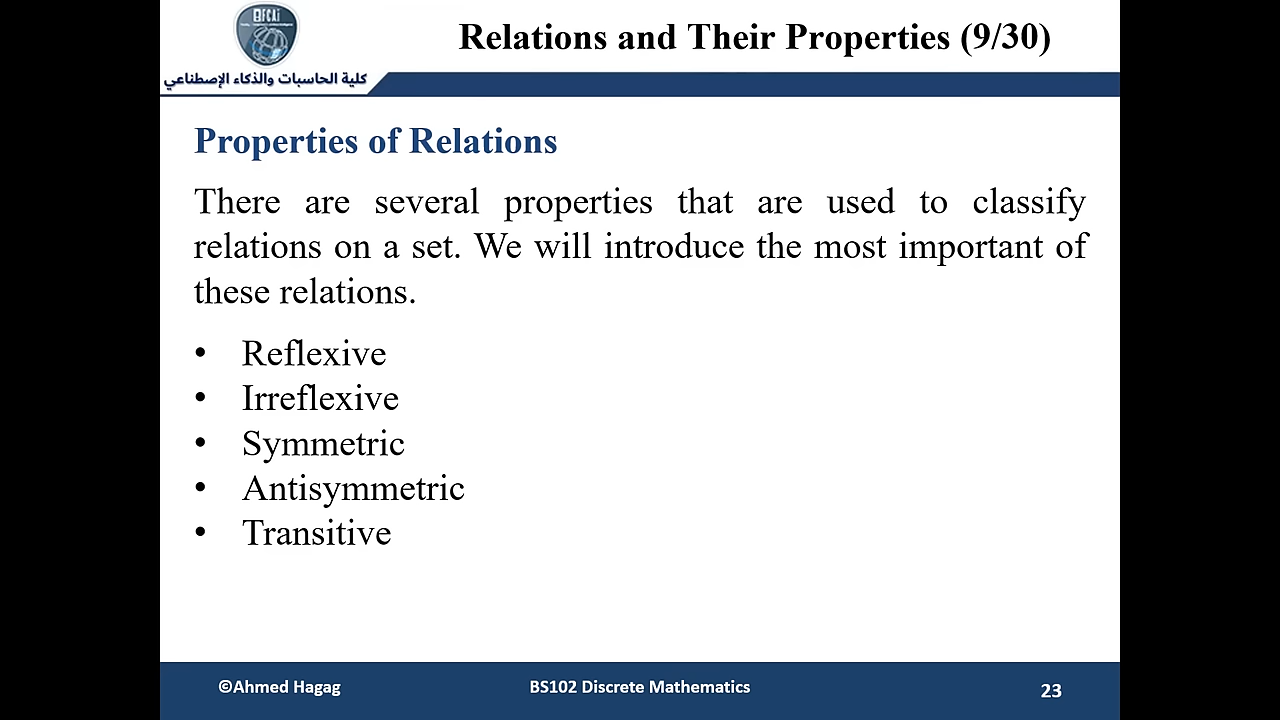 BFCAI
كلية الحاسبات والذكاء الإصطناعي
Relations and Their Properties (9/30)
Properties of Relations
There are several properties that are used to classify
relations on a set. We will introduce the most important of
these relations.
• Reflexive
• Irreflexive
• Symmetric
• Antisymmetric
• Transitive
©Ahmed Hagag
BS102 Discrete Mathematics
23